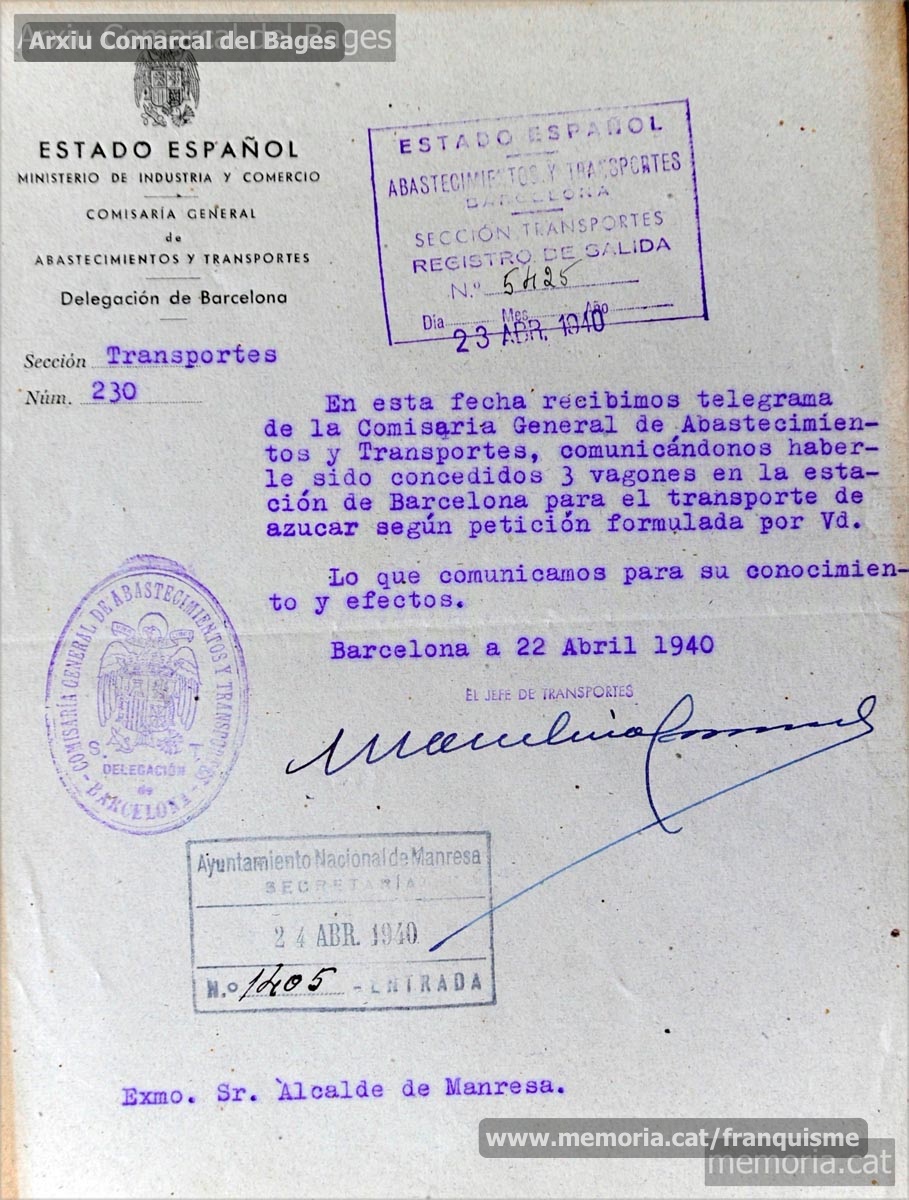 Arxiu Comarcal del Bages
Arxiu Comarcal del Bages
ESTADO ESPAÑOL
MINISTERIO DE INDUSTRIA Y COMERCIO
COMISARÍA GENERAL
de
ABASTECIMIENTOS Y TRANSPORTES
Delegación de Barcelona
Sección Transportes
Núm. 230
ESTADO ESPAÑOL
ABASTECIMIENTOS Y TRANSPORTES
BARCELONA
SECCIÓN TRANSPORTES
REGISTRO DE SALIDA
N.º 5425
Día Mes Año
23 ABR. 1940
En esta fecha recibimos telegrama
de la Comisaria General de Abastecimien-
tos y Transportes, comunicándonos haber-
le sido concedidos 3 vagones en la esta-
ción de Barcelona para el transporte de
azucar según petición formulada por Vd.
Lo que comunicamos para su conocimien-
to y efectos.
Barcelona a 22 Abril 1940
EL JEFE DE TRANSPORTES
COMISARÍA GENERAL DE ABASTECIMIENTOS Y TRANSPORTES
DELEGACIÓN
de
- BARCELONA -
Ayuntamiento Nacional de Manresa
SECRETARÍA
24 ABR. 1940
N.º 1405 - ENTRADA
Exmo. Sr. Alcalde de Manresa.
www.memoria.cat/franquisme
memoria.cat